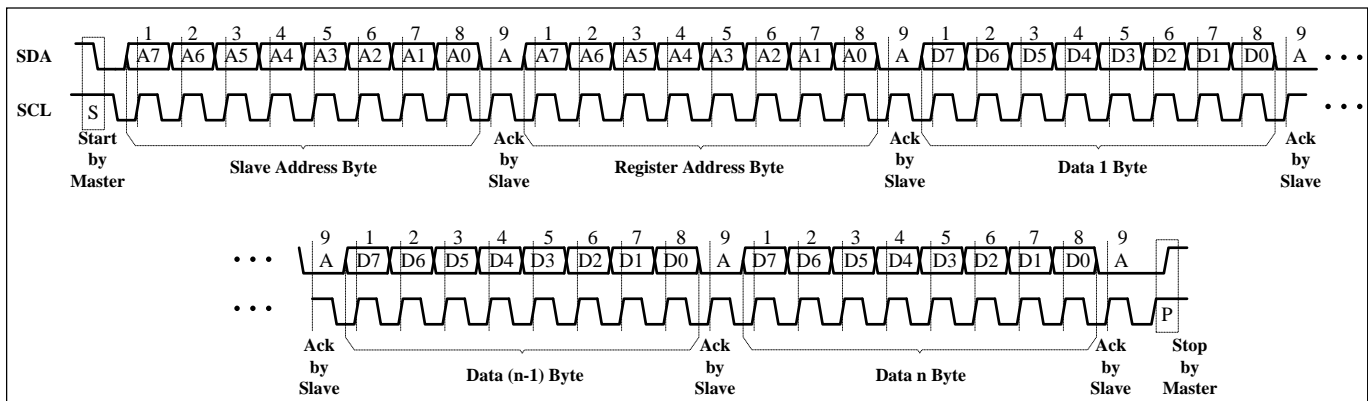 1 2 3 4 5 6 7 8 9 1 2 3 4 5 6 7 8 9 1 2 3 4 5 6 7 8 9
SDA A7 A6 A5 A4 A3 A2 A1 A0 A A7 A6 A5 A4 A3 A2 A1 A0 A D7 D6 D5 D4 D3 D2 D1 D0 A • • •
SCL S • • •
Start by Master
Slave Address Byte
Ack by Slave
Register Address Byte
Ack by Slave
Data 1 Byte
Ack by Slave
9 1 2 3 4 5 6 7 8 9 1 2 3 4 5 6 7 8 9
• • • A D7 D6 D5 D4 D3 D2 D1 D0 A D7 D6 D5 D4 D3 D2 D1 D0 A
• • • P
Ack by Slave
Data (n-1) Byte
Ack by Slave
Data n Byte
Ack by Slave
Stop by Master